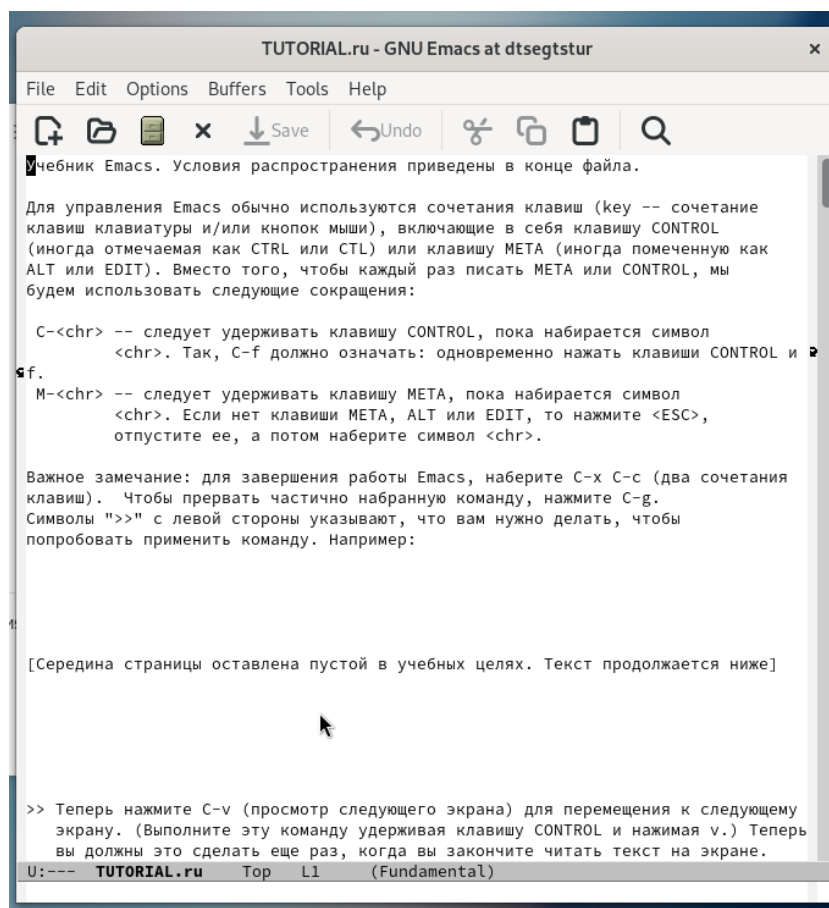 TUTORIAL.ru - GNU Emacs at dtsegtstur
File Edit Options Buffers Tools Help
Save Undo
Учебник Emacs. Условия распространения приведены в конце файла.
Для управления Emacs обычно используются сочетания клавиш (key -- сочетание
клавиш клавиатуры и/или кнопок мыши), включающие в себя клавишу CONTROL
(иногда отмечаемая как CTRL или CTL) или клавишу META (иногда помеченную как
ALT или EDIT). Вместо того, чтобы каждый раз писать META или CONTROL, мы
будем использовать следующие сокращения:
C-<chr> -- следует удерживать клавишу CONTROL, пока набирается символ
<chr>. Так, C-f должно означать: одновременно нажать клавиши CONTROL и
f.
M-<chr> -- следует удерживать клавишу META, пока набирается символ
<chr>. Если нет клавиши META, ALT или EDIT, то нажмите <ESC>,
отпустите ее, а потом наберите символ <chr>.
Важное замечание: для завершения работы Emacs, наберите C-x C-c (два сочетания
клавиш).  Чтобы прервать частично набранную команду, нажмите C-g.
Символы ">>" с левой стороны указывают, что вам нужно делать, чтобы
попробовать применить команду. Например:
[Середина страницы оставлена пустой в учебных целях. Текст продолжается ниже]
>> Теперь нажмите C-v (просмотр следующего экрана) для перемещения к следующему
экрану. (Выполните эту команду удерживая клавишу CONTROL и нажимая v.) Теперь
вы должны это сделать еще раз, когда вы закончите читать текст на экране.
U:--- TUTORIAL.ru Top L1 (Fundamental)